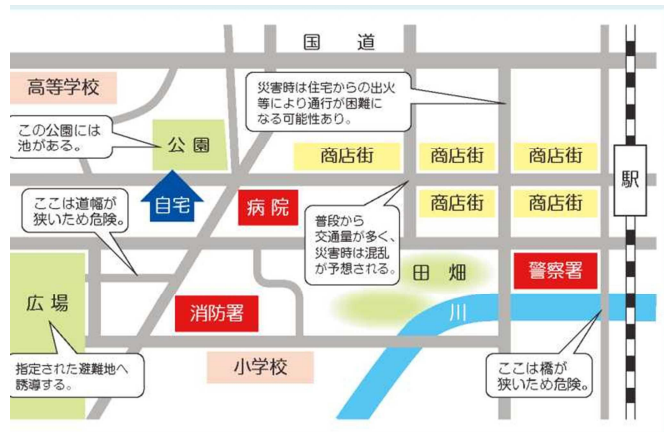 国　道
高等学校
災害時は住宅からの出火
等により通行が困難に
なる可能性あり。
この公園には
池がある。
公園
商店街
商店街
商店街
駅
自宅
病院
商店街
商店街
ここは道幅が
狭いため危険。
普段から
交通量が多く、
災害時は混乱
が予想される。
田　畑
警察署
広場
消防署
川
小学校
指定された避難地へ
誘導する。
ここは橋が
狭いため危険。